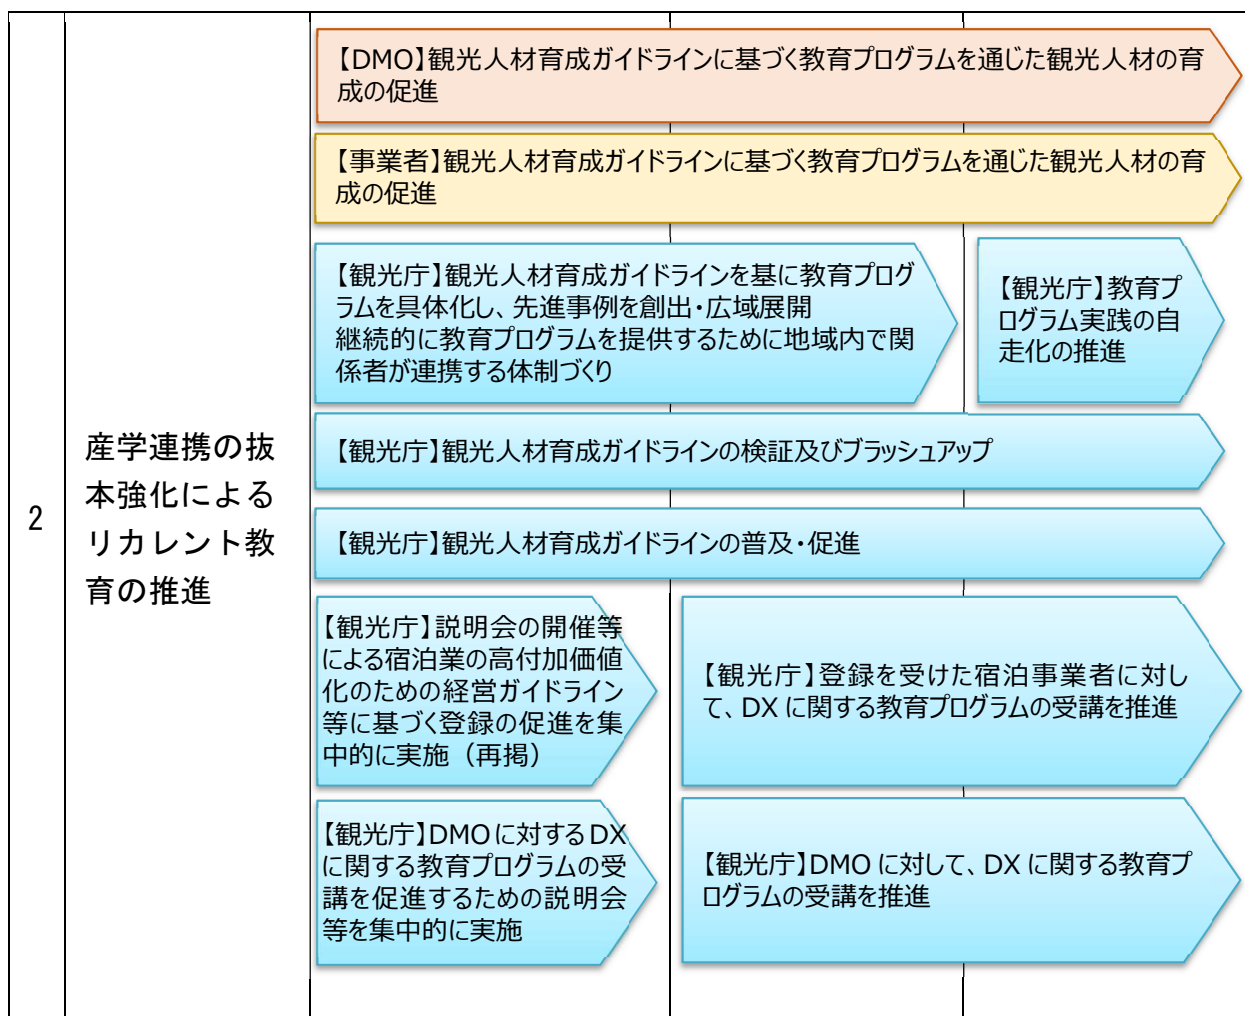 2
産学連携の抜
本強化による
リカレント教
育の推進
【DMO】観光人材育成ガイドラインに基づく教育プログラムを通じた観光人材の育
成の促進
【事業者】観光人材育成ガイドラインに基づく教育プログラムを通じた観光人材の育
成の促進
【観光庁】観光人材育成ガイドラインを基に教育プログ
ラムを具体化し、先進事例を創出・広域展開
継続的に教育プログラムを提供するために地域内で関
係者が連携する体制づくり
【観光庁】教育プ
ログラム実践の自
走化の推進
【観光庁】観光人材育成ガイドラインの検証及びブラッシュアップ
【観光庁】観光人材育成ガイドラインの普及・促進
【観光庁】説明会の開催等
による宿泊業の高付加価値
化のための経営ガイドライン
等に基づく登録の促進を集
中的に実施（再掲）
【観光庁】登録を受けた宿泊事業者に対し
て、DX に関する教育プログラムの受講を推進
【観光庁】DMO に対する DX
に関する教育プログラムの受
講を促進するための説明会
等を集中的に実施
【観光庁】DMO に対して、DX に関する教育プ
ログラムの受講を推進